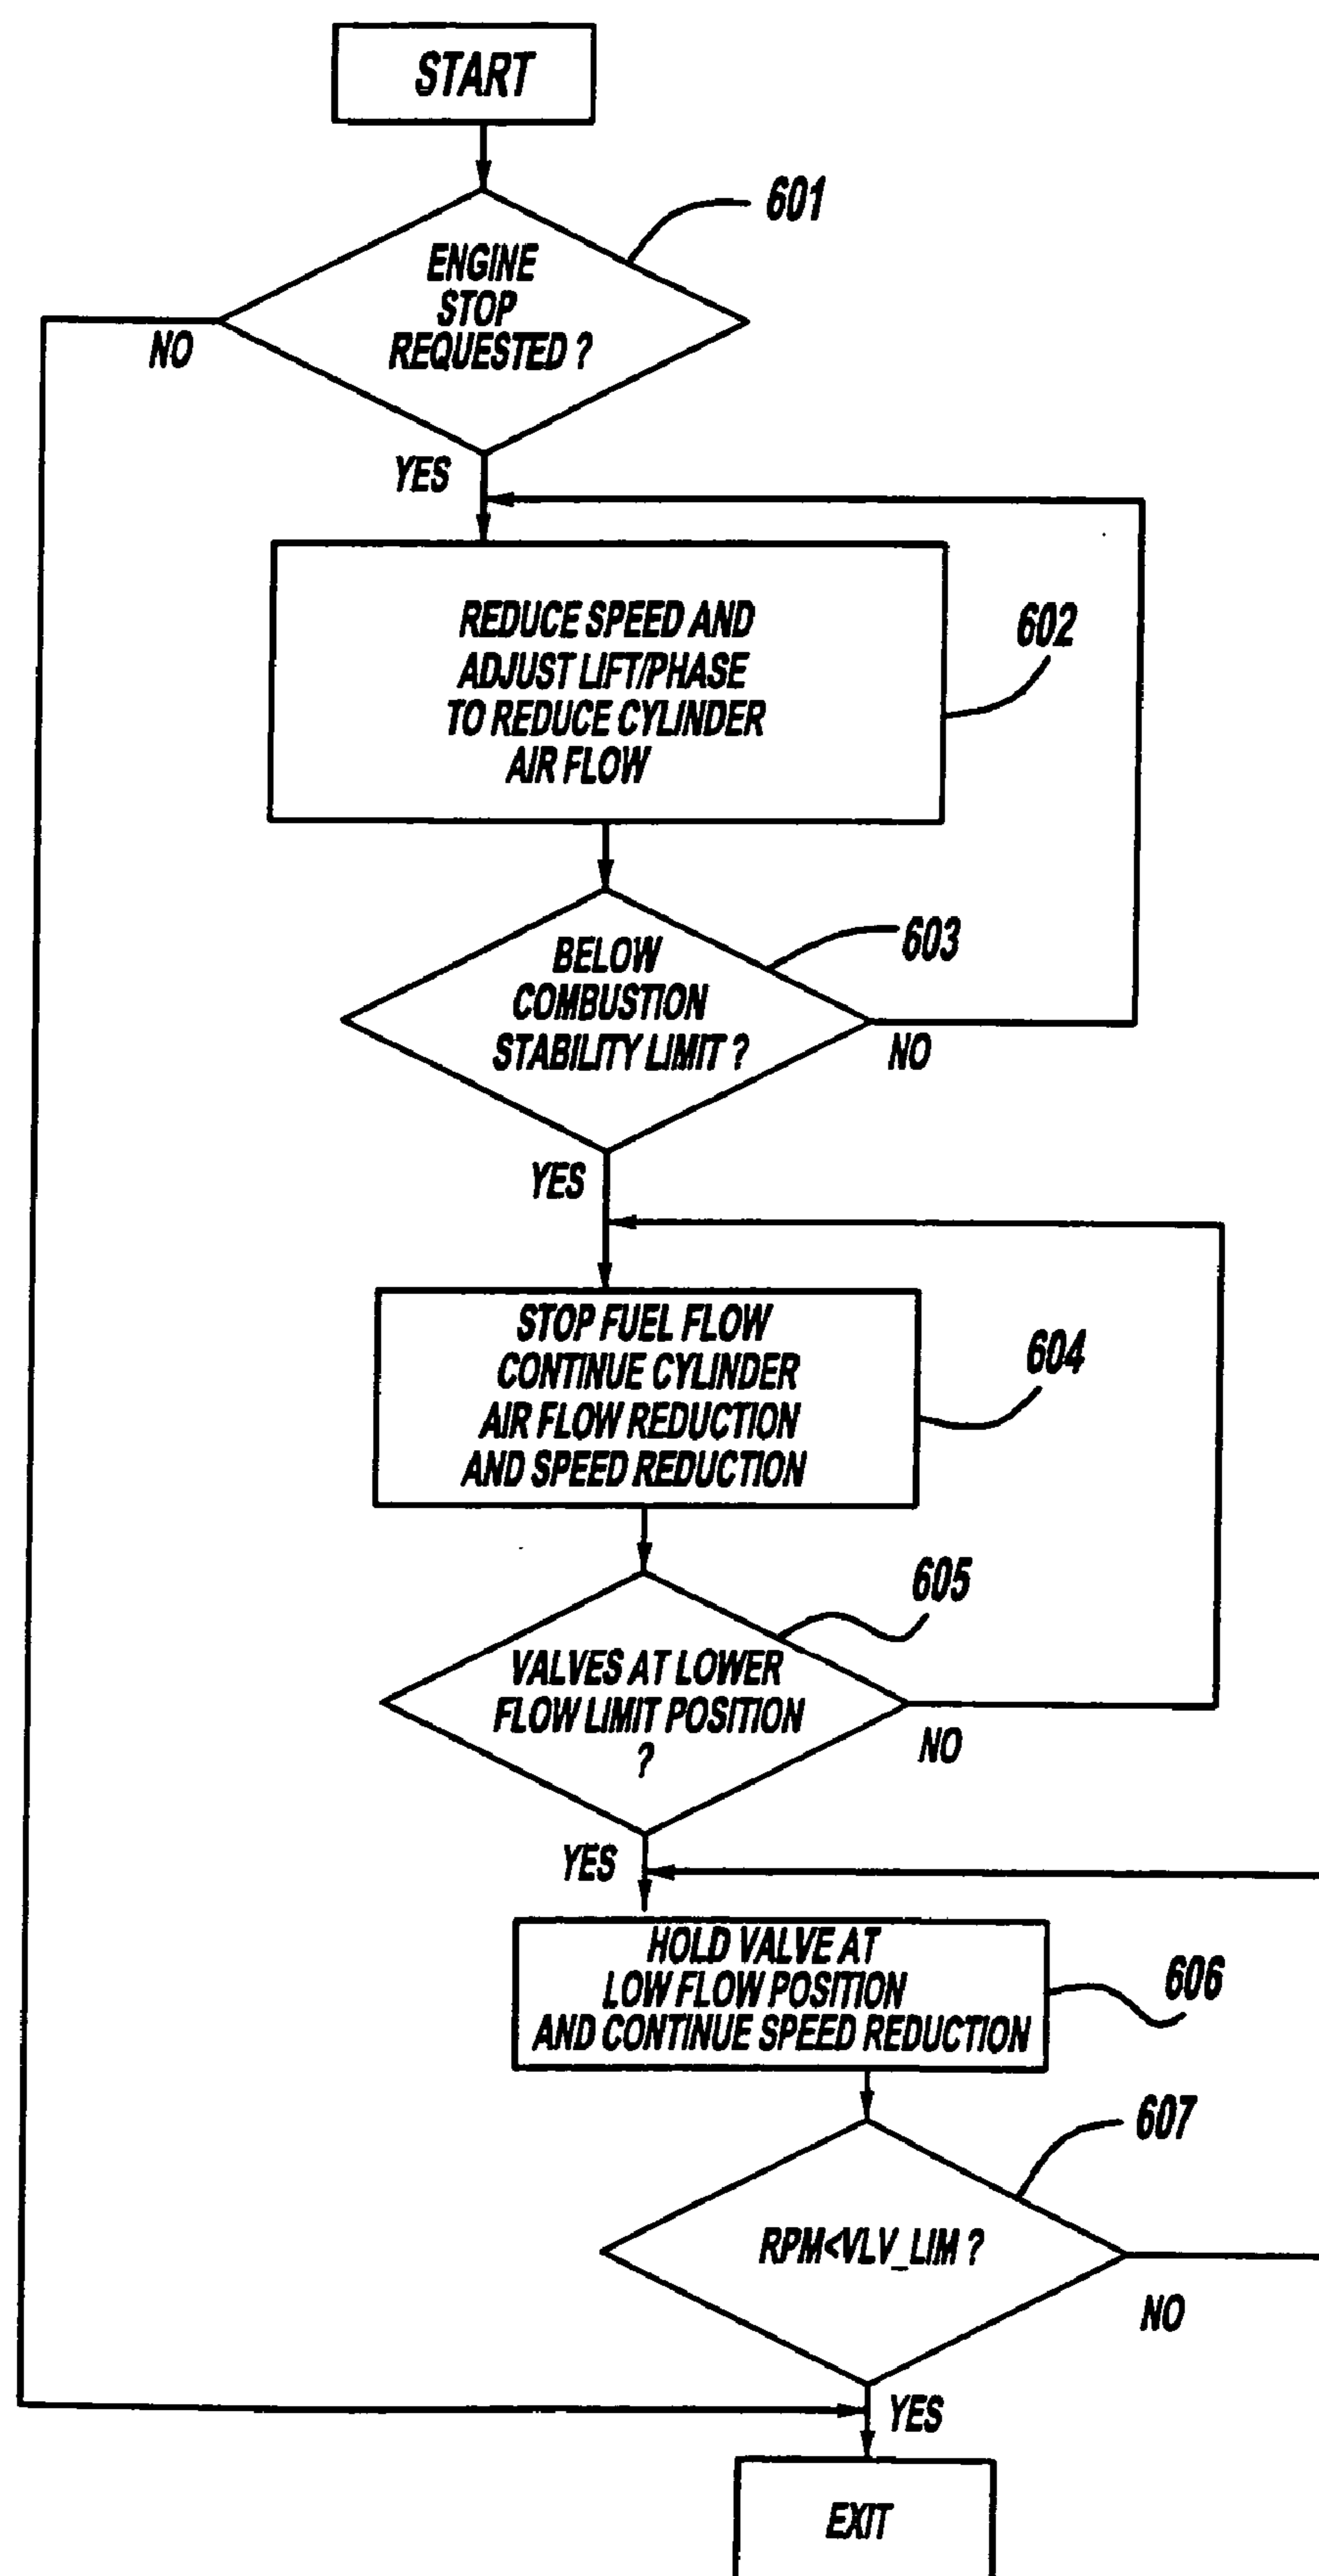 START
601
ENGINE
STOP
REQUESTED ?
NO
YES
REDUCE SPEED AND
ADJUST LIFT/PHASE
TO REDUCE CYLINDER
AIR FLOW
602
603
BELOW
COMBUSTION
STABILITY LIMIT ?
NO
YES
STOP FUEL FLOW
CONTINUE CYLINDER
AIR FLOW REDUCTION
AND SPEED REDUCTION
604
605
VALVES AT LOWER
FLOW LIMIT POSITION
?
NO
YES
HOLD VALVE AT
LOW FLOW POSITION
AND CONTINUE SPEED REDUCTION
606
607
RPM<VLV_LIM ?
NO
YES
EXIT